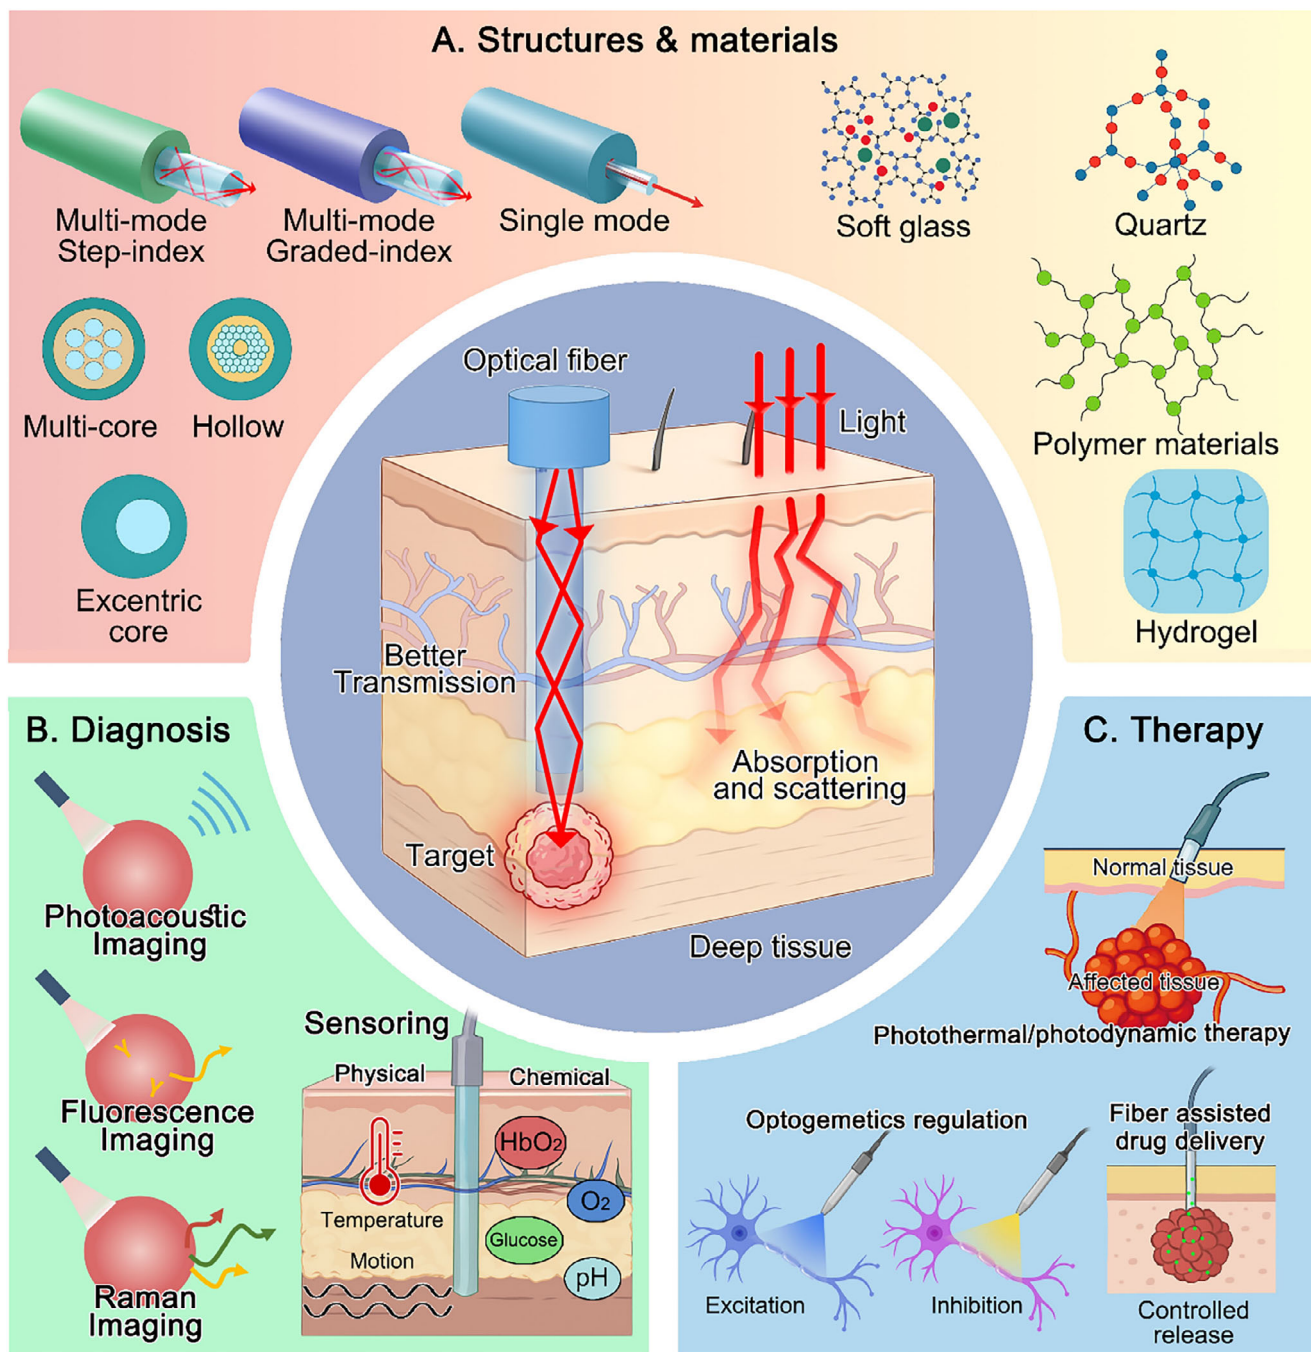 A. Structures & materials
Multi-mode
Step-index
Multi-mode
Graded-index
Single mode
Soft glass
Quartz
Multi-core
Hollow
Polymer materials
Excentric
core
Hydrogel
Optical fiber
Light
Better
Transmission
Absorption
and scattering
Target
Deep tissue
B. Diagnosis
Photoacoustic
Imaging
Fluorescence
Imaging
Raman
Imaging
Sensoring
Physical
Chemical
HbO₂
O₂
Temperature
Glucose
Motion
pH
C. Therapy
Normal tissue
Affected tissue
Photothermal/photodynamic therapy
Optogemetics regulation
Excitation
Inhibition
Fiber assisted
drug delivery
Controlled
release